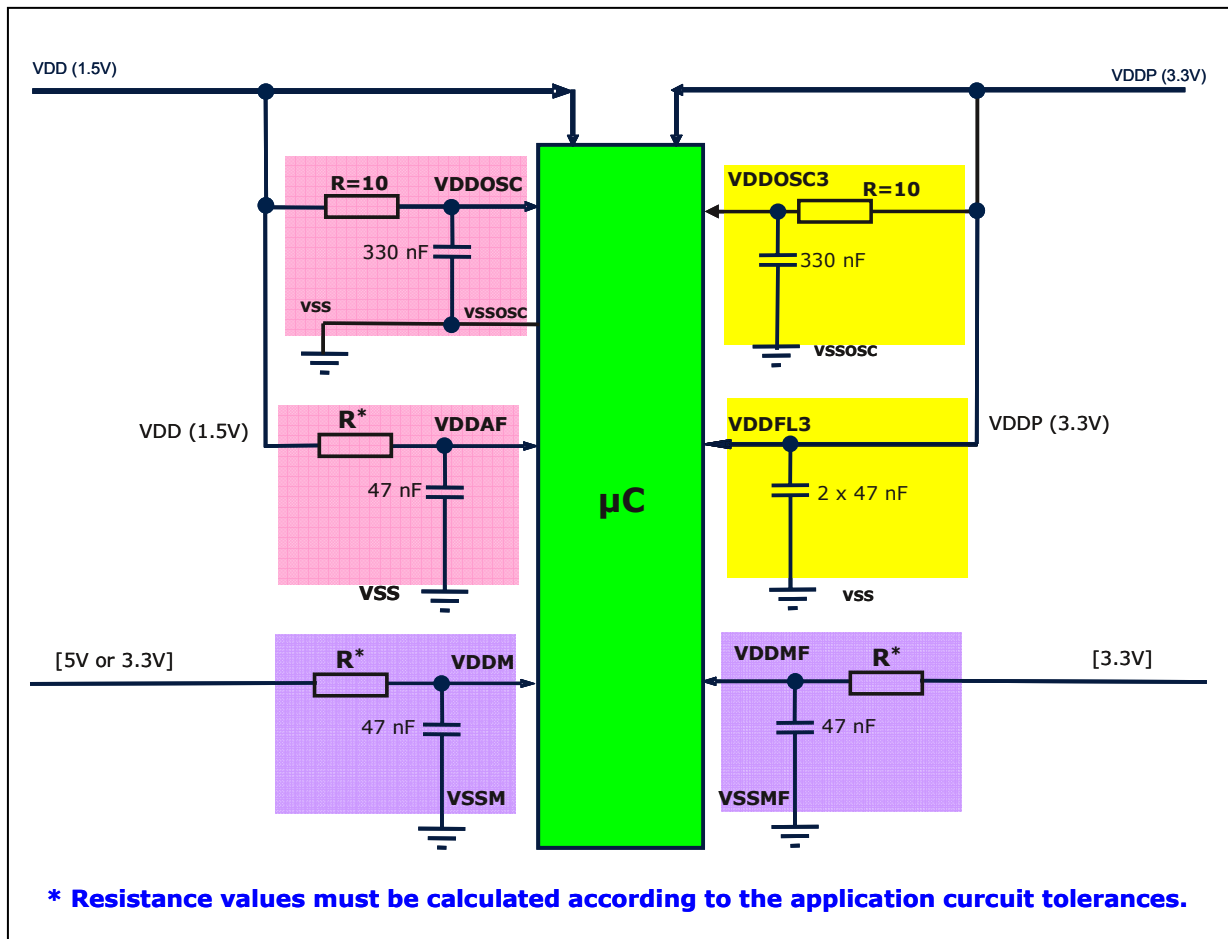 VDD (1.5V)
VDDP (3.3V)
R=10
VDDOSC
330 nF
VSS
VSSOSC
VDDOSC3
R=10
330 nF
VSSOSC
VDD (1.5V)
R*
VDDAF
47 nF
VSS
µC
VDDFL3
VDDP (3.3V)
2 x 47 nF
VSS
[5V or 3.3V]
R*
VDDM
47 nF
VSSM
VDDMF
R*
[3.3V]
47 nF
VSSMF
* Resistance values must be calculated according to the application curcuit tolerances.